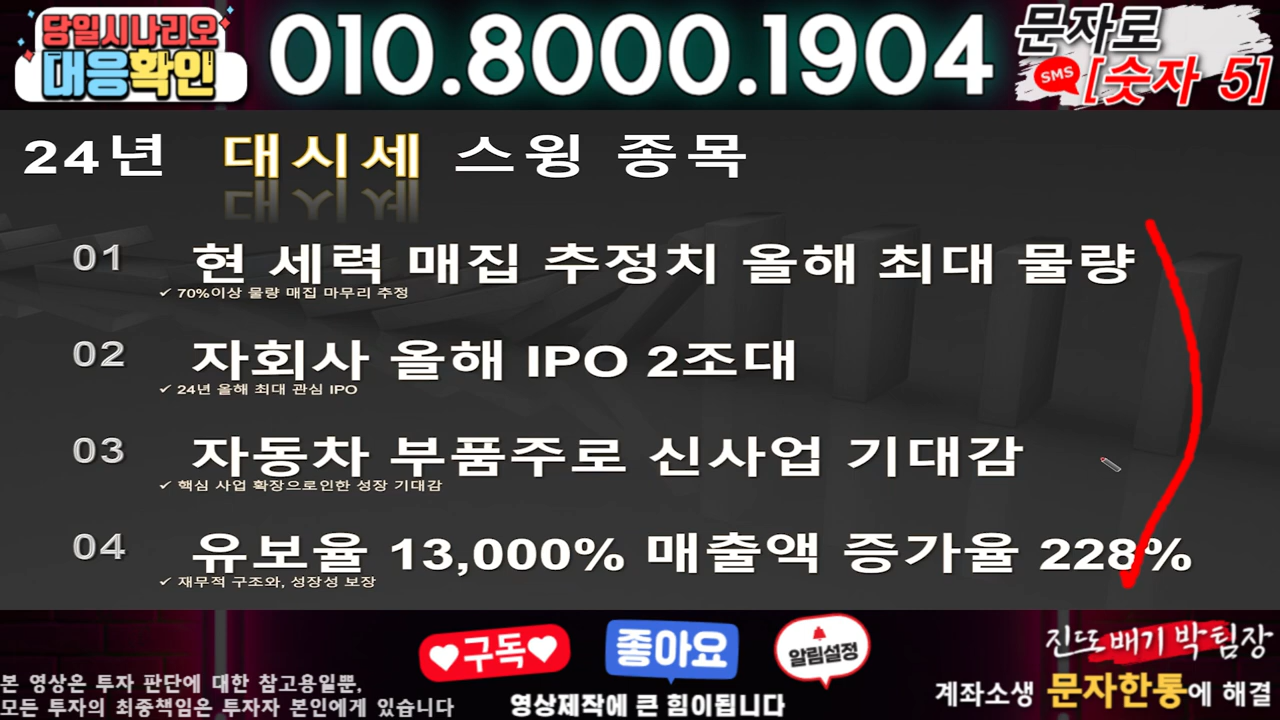 당일시나리오
대응확인
010.8000.1904
문자로
SMS [숫자 5]
24년 대시세 스윙 종목
01 현 세력 매집 추정치 올해 최대 물량
✓ 70%이상 물량 매집 마무리 추정
02 자회사 올해 IPO 2조대
✓ 24년 올해 최대 관심 IPO
03 자동차 부품주로 신사업 기대감
✓ 핵심 사업 확장으로인한 성장 기대감
04 유보율 13,000% 매출액 증가율 228%
✓ 재무적 구조와, 성장성 보장
구독
좋아요
알림설정
진또배기 박팀장
본 영상은 투자 판단에 대한 참고용일뿐,
모든 투자의 최종책임은 투자자 본인에게 있습니다
영상제작에 큰 힘이됩니다
계좌소생 문자한통에 해결